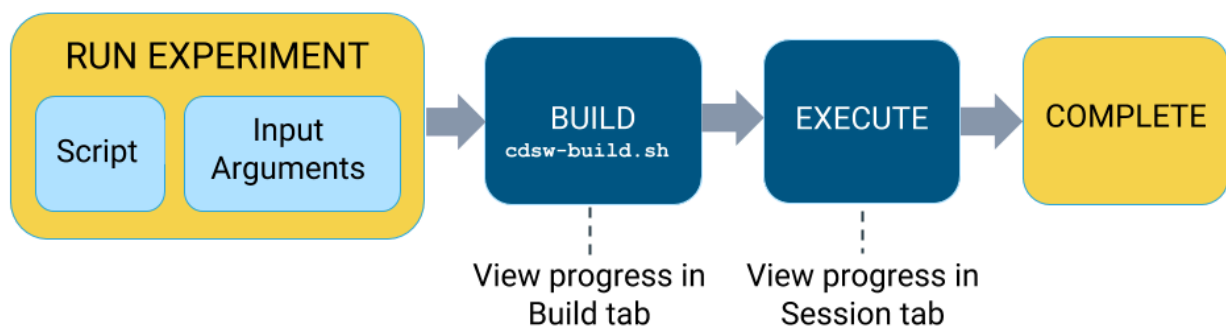 RUN EXPERIMENT
Script
Input
Arguments
BUILD
cdsw-build.sh
EXECUTE
COMPLETE
View progress in
Build tab
View progress in
Session tab